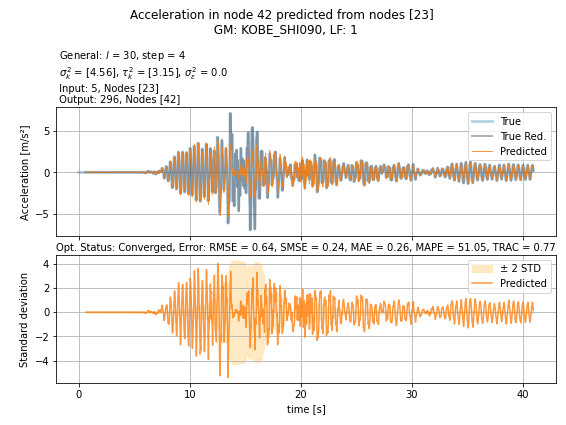 Acceleration in node 42 predicted from nodes [23]
GM: KOBE_SHI090, LF: 1
General: l = 30, step = 4
σ_k^2 = [4.56], τ_k^2 = [3.15], σ_ε^2 = 0.0
Input: 5, Nodes [23]
Output: 296, Nodes [42]
Acceleration [m/s²]
5
0
−5
True
True Red.
Predicted
Opt. Status: Converged, Error: RMSE = 0.64, SMSE = 0.24, MAE = 0.26, MAPE = 51.05, TRAC = 0.77
Standard deviation
4
2
0
−2
−4
± 2 STD
Predicted
0 10 20 30 40
time [s]